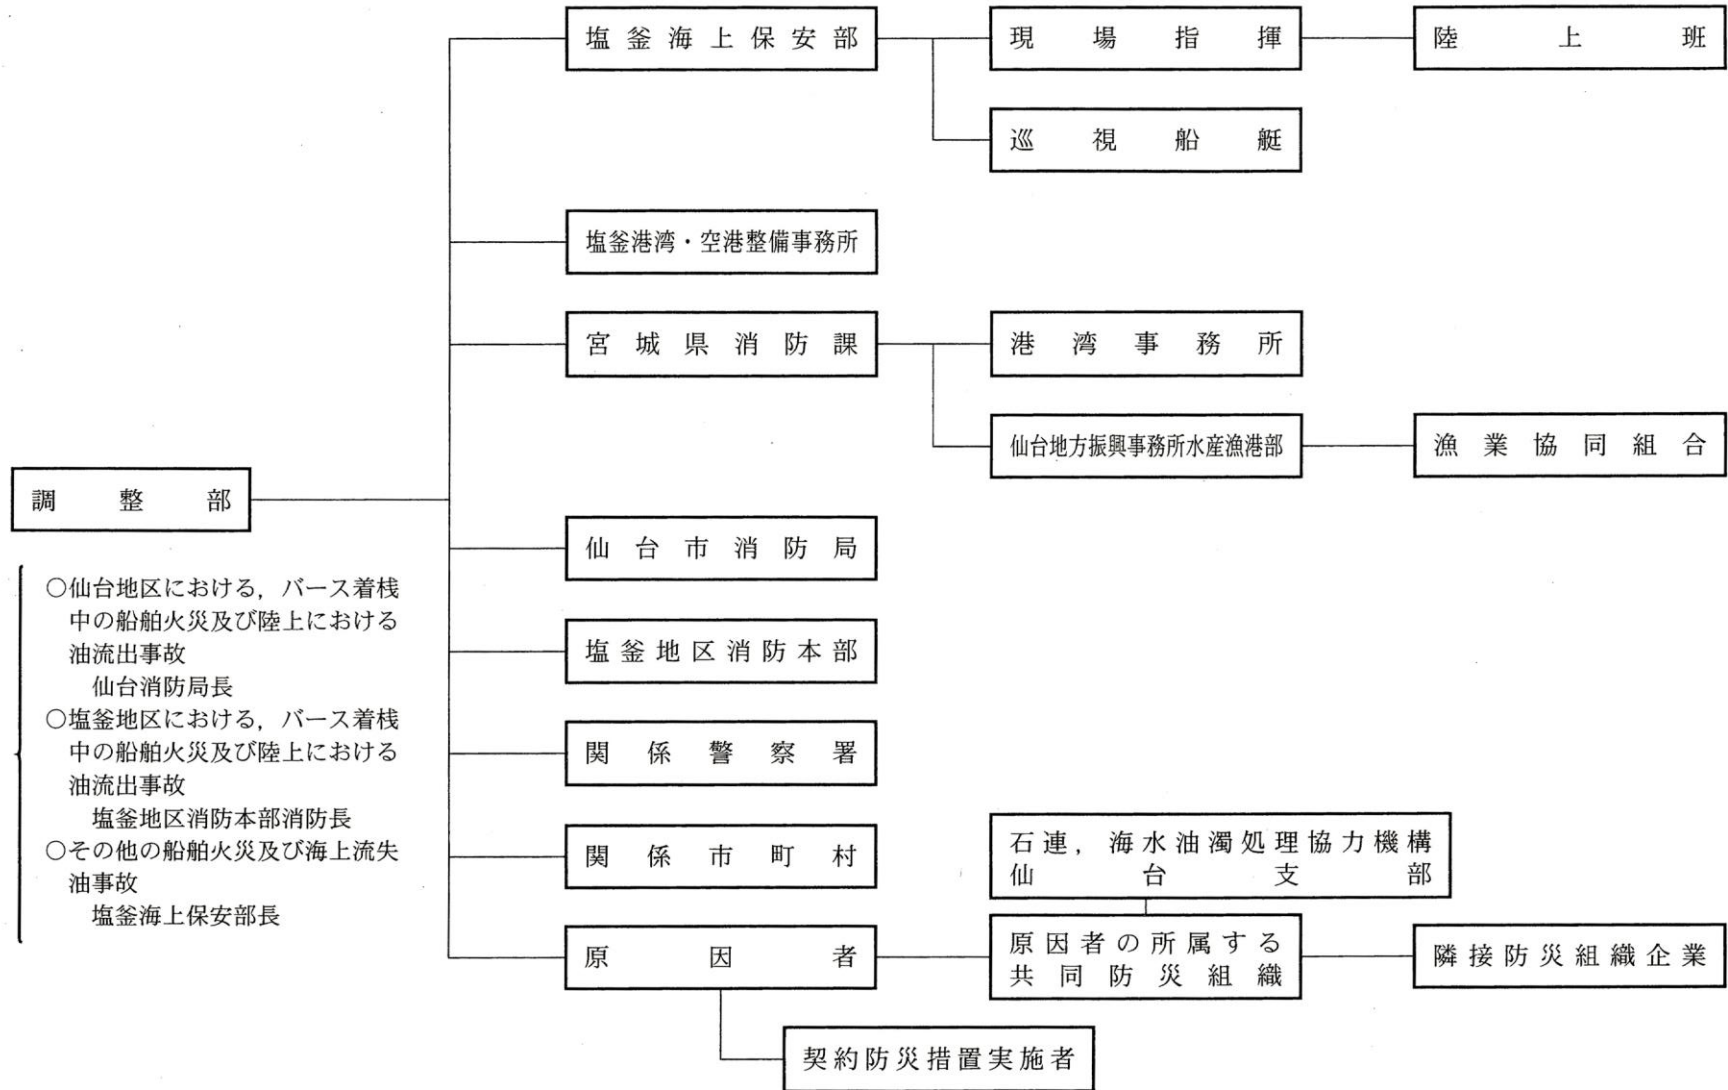 塩釜海上保安部
現場指揮
陸上班
巡視船艇
塩釜港湾・空港整備事務所
宮城県消防課
港湾事務所
仙台地方振興事務所水産漁港部
漁業協同組合
調整部
仙台市消防局
○仙台地区における，バース着桟
中の船舶火災及び陸上における
油流出事故
仙台消防局長
○塩釜地区における，バース着桟
中の船舶火災及び陸上における
油流出事故
塩釜地区消防本部消防長
○その他の船舶火災及び海上流失
油事故
塩釜海上保安部長
塩釜地区消防本部
関係警察署
関係市町村
石連，海水油濁処理協力機構
仙台支部
原因者
原因者の所属する
共同防災組織
隣接防災組織企業
契約防災措置実施者